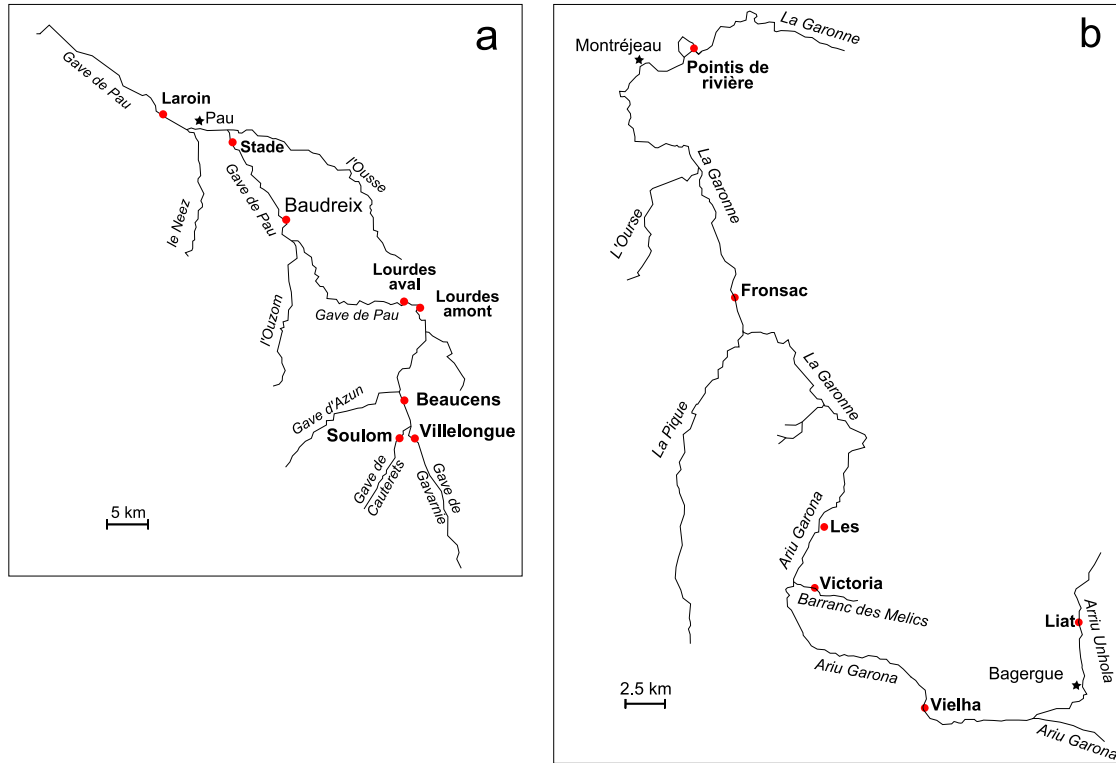 a
Gave de Pau
Laroin
Pau
Stade
l'Ousse
le Neez
Gave de Pau
Baudreix
l'Ouzom
Lourdes
aval
Lourdes
amont
Gave de Pau
Gave d'Azun
Beaucens
Soulom
Villelongue
Gave de
Cauterets
Gave de
Gavarnie
5 km
b
La Garonne
Montréjeau
Pointis de
rivière
La Garonne
L'Ourse
Fronsac
La Garonne
La Pique
Ariu Garona
Les
Victoria
Barranc des Melics
Liat
Arriu Unhola
Ariu Garona
Bagergue
Vielha
Ariu Garona
2.5 km